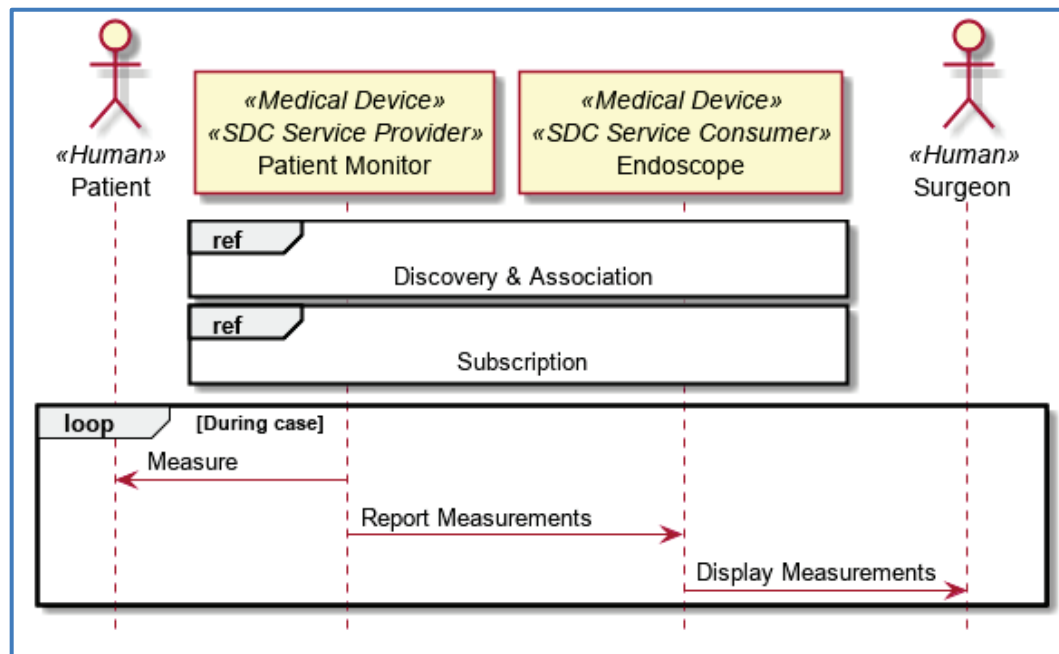 «Human»
Patient
«Medical Device»
«SDC Service Provider»
Patient Monitor
«Medical Device»
«SDC Service Consumer»
Endoscope
«Human»
Surgeon
ref
Discovery & Association
ref
Subscription
loop [During case]
Measure
Report Measurements
Display Measurements